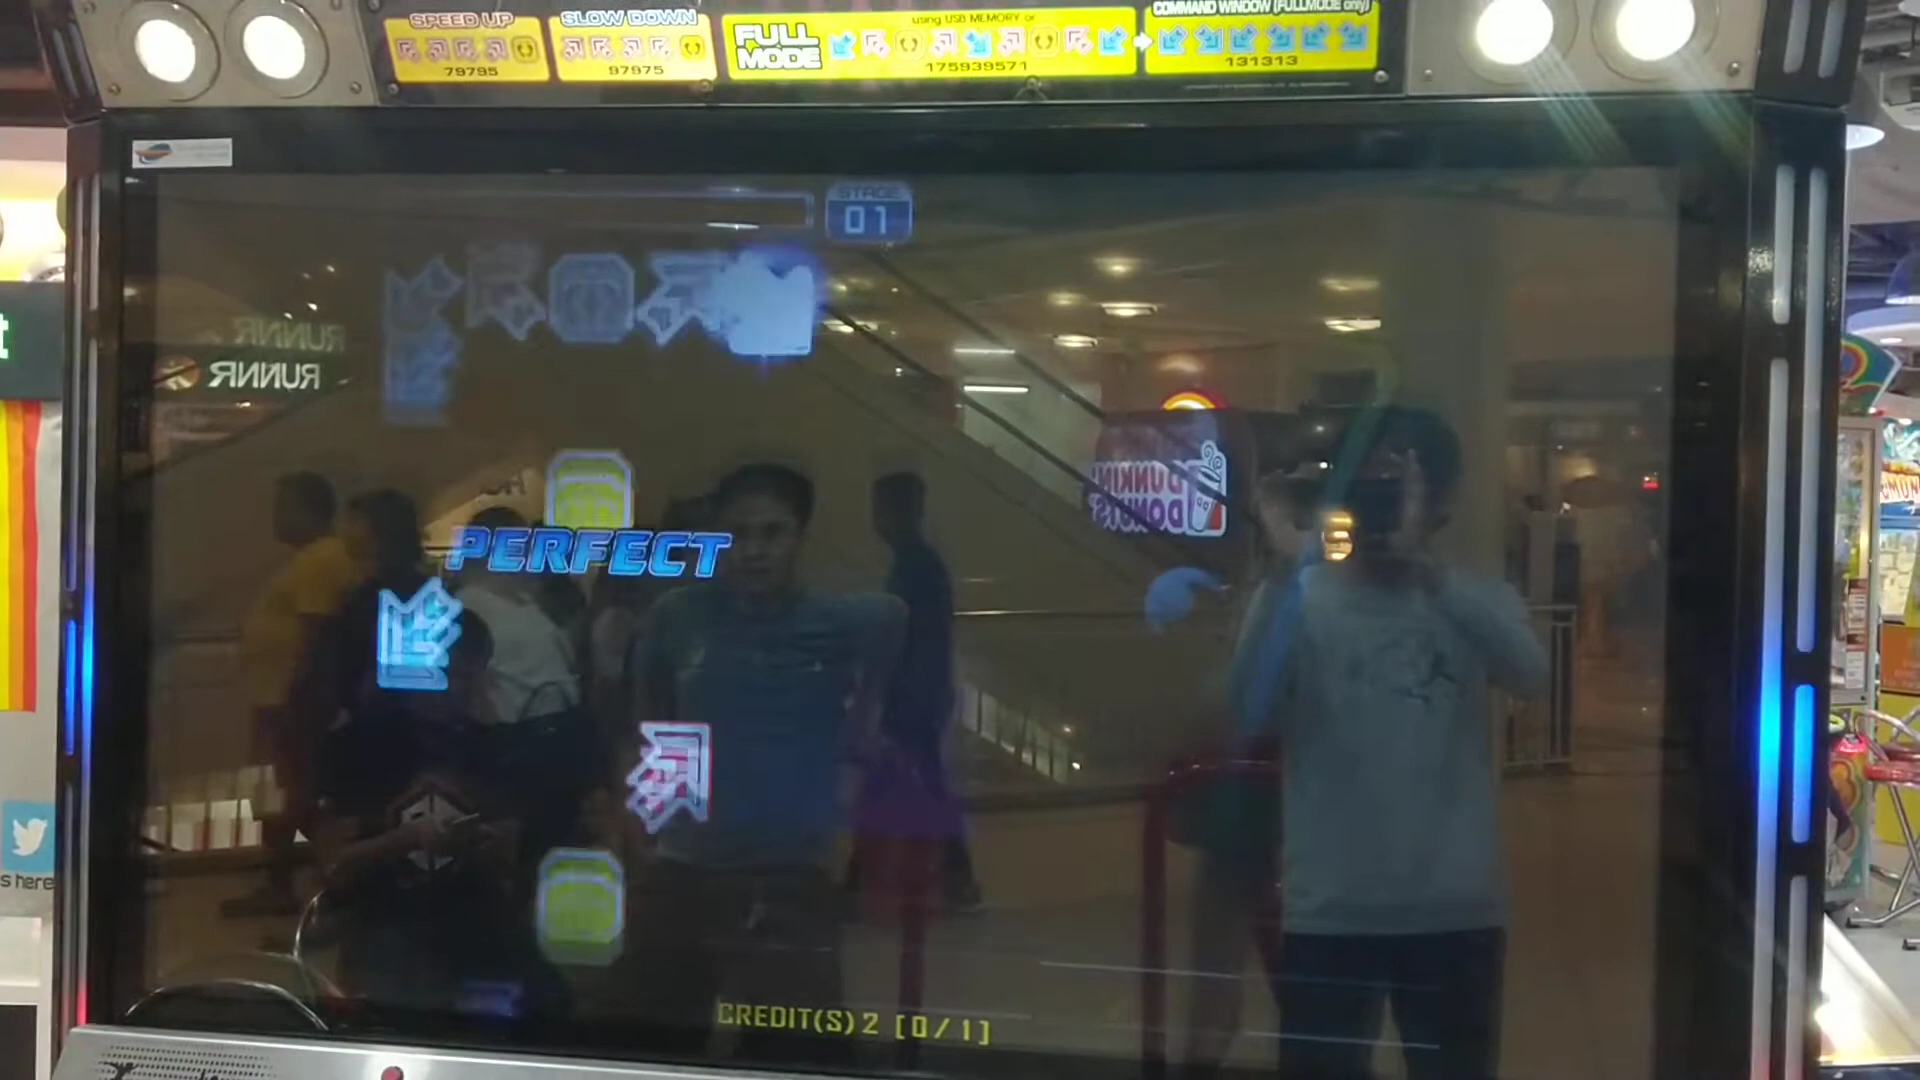 SPEED UP
79795
SLOW DOWN
97975
FULL MODE
using USB MEMORY or
175939571
COMMAND WINDOW (FULLMODE only)
131313
STAGE
01
RUNNR
RUNNR
DUNKIN'
DONUTS
PERFECT
t
s here
CREDIT(S) 2 [0/1]